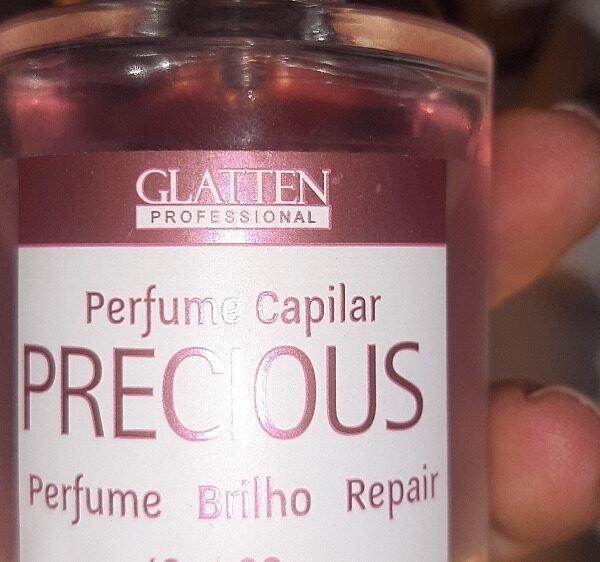 GLATTEN
PROFESSIONAL
Perfume Capilar
PRECIOUS
Perfume Brilho Repair